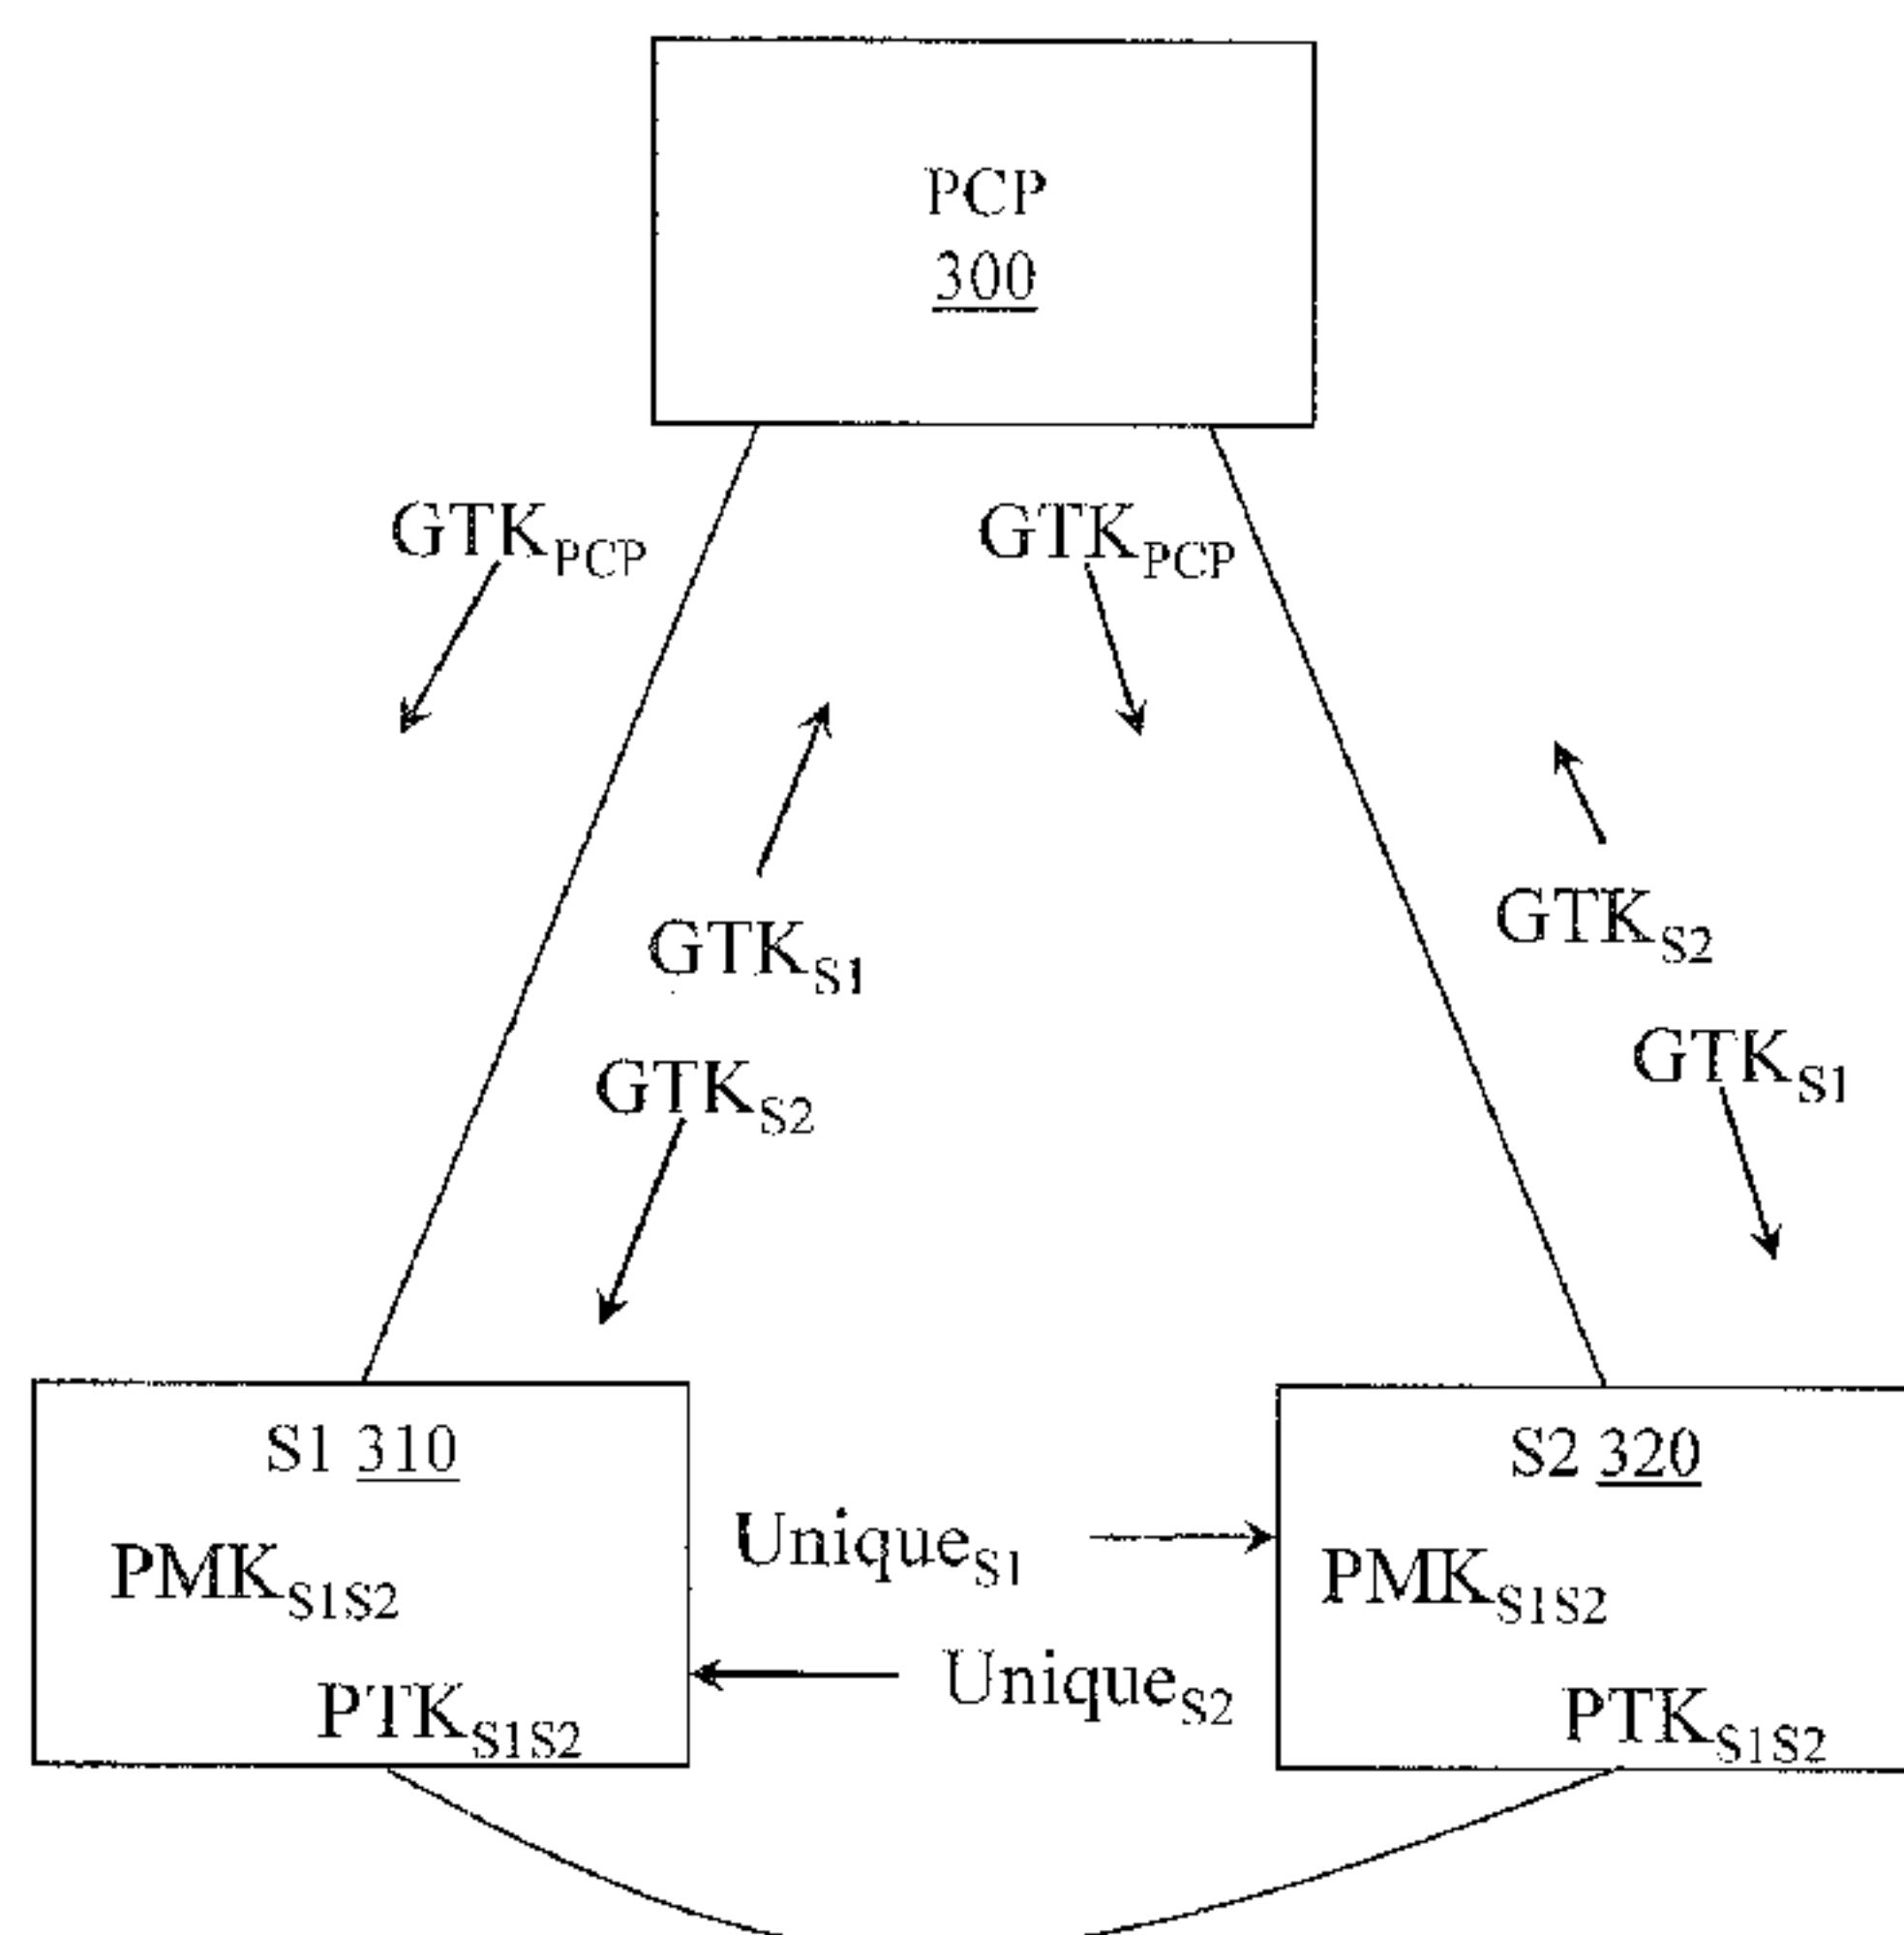 PCP
300
GTKPCP
GTKPCP
GTKS1
GTKS2
GTKS2
GTKS1
S1 310
PMKS1S2
PTKS1S2
UniqueS1
UniqueS2
S2 320
PMKS1S2
PTKS1S2